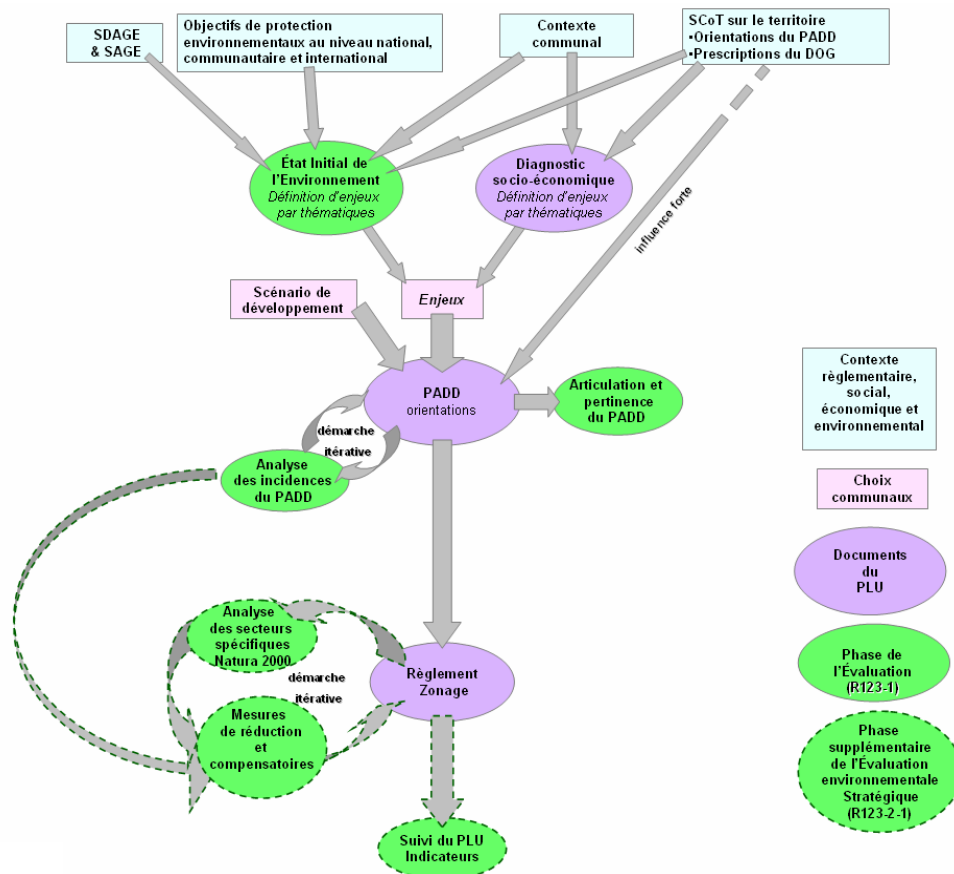 SDAGE
& SAGE
Objectifs de protection
environnementaux au niveau national,
communautaire et international
Contexte
communal
SCoT sur le territoire
•Orientations du PADD
•Prescriptions du DOG
État Initial de
l'Environnement
Définition d'enjeux
par thématiques
Diagnostic
socio-économique
Définition d'enjeux
par thématiques
influence forte
Scénario de
développement
Enjeux
PADD
orientations
Articulation et
pertinence
du PADD
démarche
itérative
Analyse
des incidences
du PADD
Analyse
des secteurs
spécifiques
Natura 2000
démarche
itérative
Mesures
de réduction
et
compensatoires
Règlement
Zonage
Suivi du PLU
Indicateurs
Contexte
règlementaire,
social,
économique et
environnemental
Choix
communaux
Documents
du
PLU
Phase de
l'Évaluation
(R123-1)
Phase
supplémentaire
de l'Évaluation
environnementale
Stratégique
(R123-2-1)